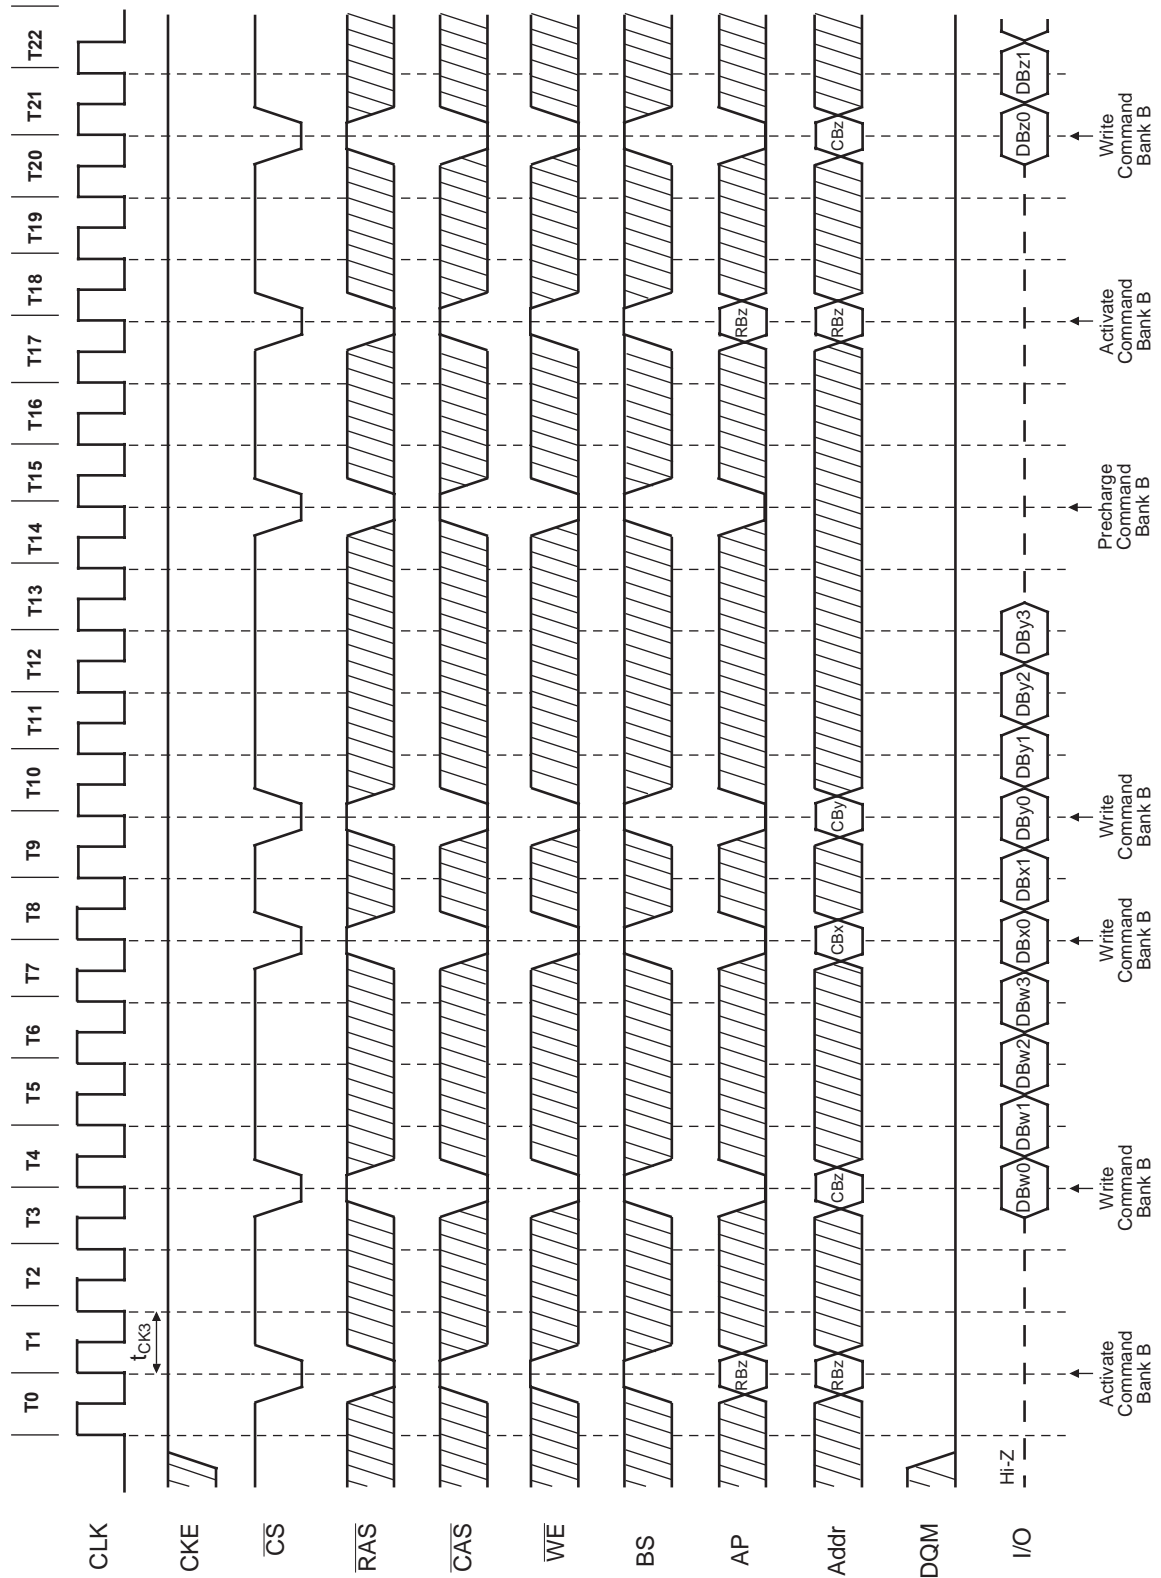 T0 T1 T2 T3 T4 T5 T6 T7 T8 T9 T10 T11 T12 T13 T14 T15 T16 T17 T18 T19 T20 T21 T22
CLK
tCK3
CKE
CS
RAS
CAS
WE
BS
AP RBz RBz
Addr RBz CBz CBx CBy RBz CBz
DQM
I/O Hi-Z DBw0 DBw1 DBw2 DBw3 DBx0 DBx1 DBy0 DBy1 DBy2 DBy3 DBz0 DBz1
Activate
Command
Bank B
Write
Command
Bank B
Write
Command
Bank B
Write
Command
Bank B
Precharge
Command
Bank B
Activate
Command
Bank B
Write
Command
Bank B